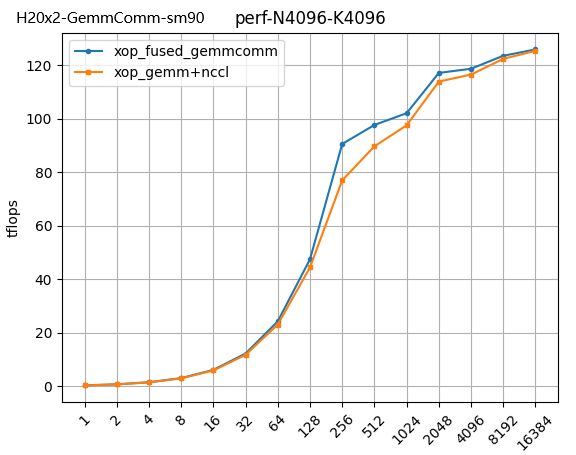 H20x2-GemmComm-sm90 perf-N4096-K4096
xop_fused_gemmcomm
xop_gemm+nccl
tflops
120
100
80
60
40
20
0
1 2 4 8 16 32 64 128 256 512 1024 2048 4096 8192 16384